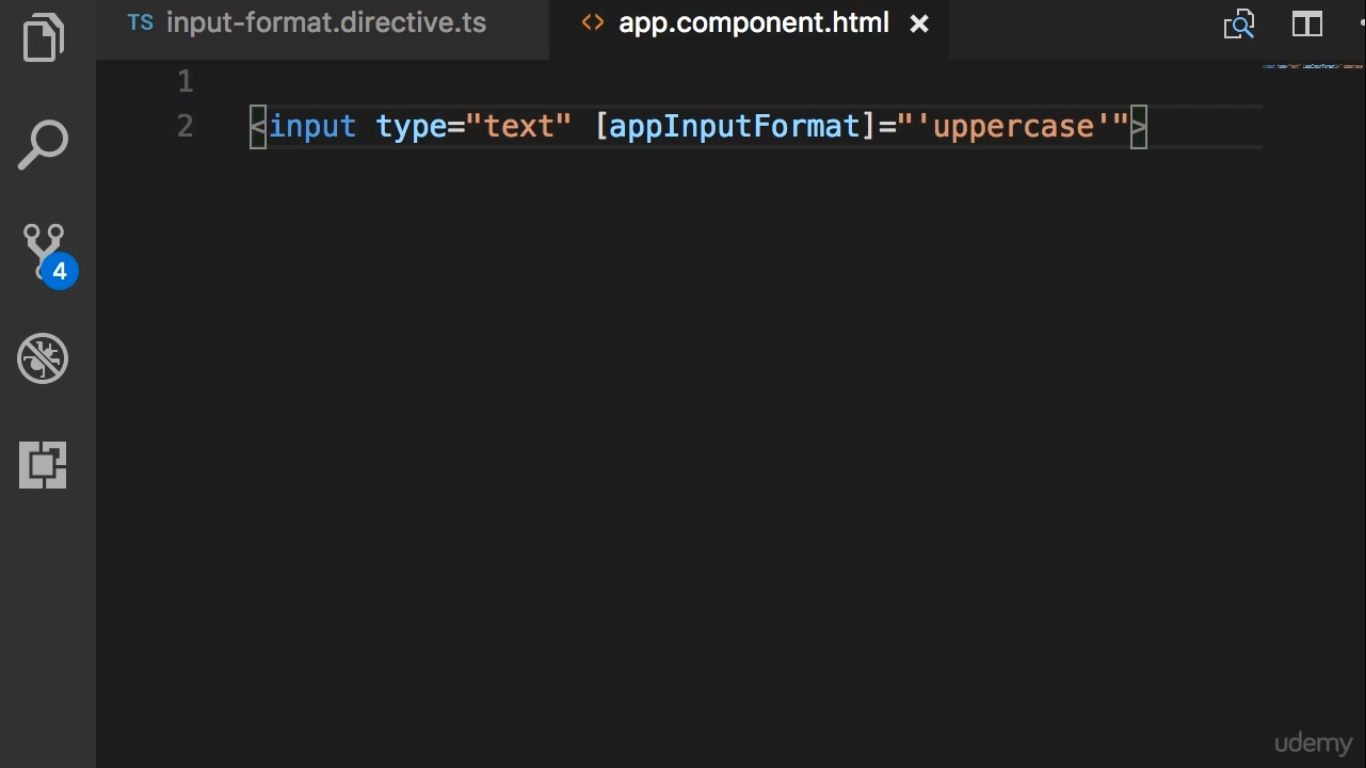 TS input-format.directive.ts
<> app.component.html ×
1
2 <input type="text" [appInputFormat]="'uppercase'">
4
udemy